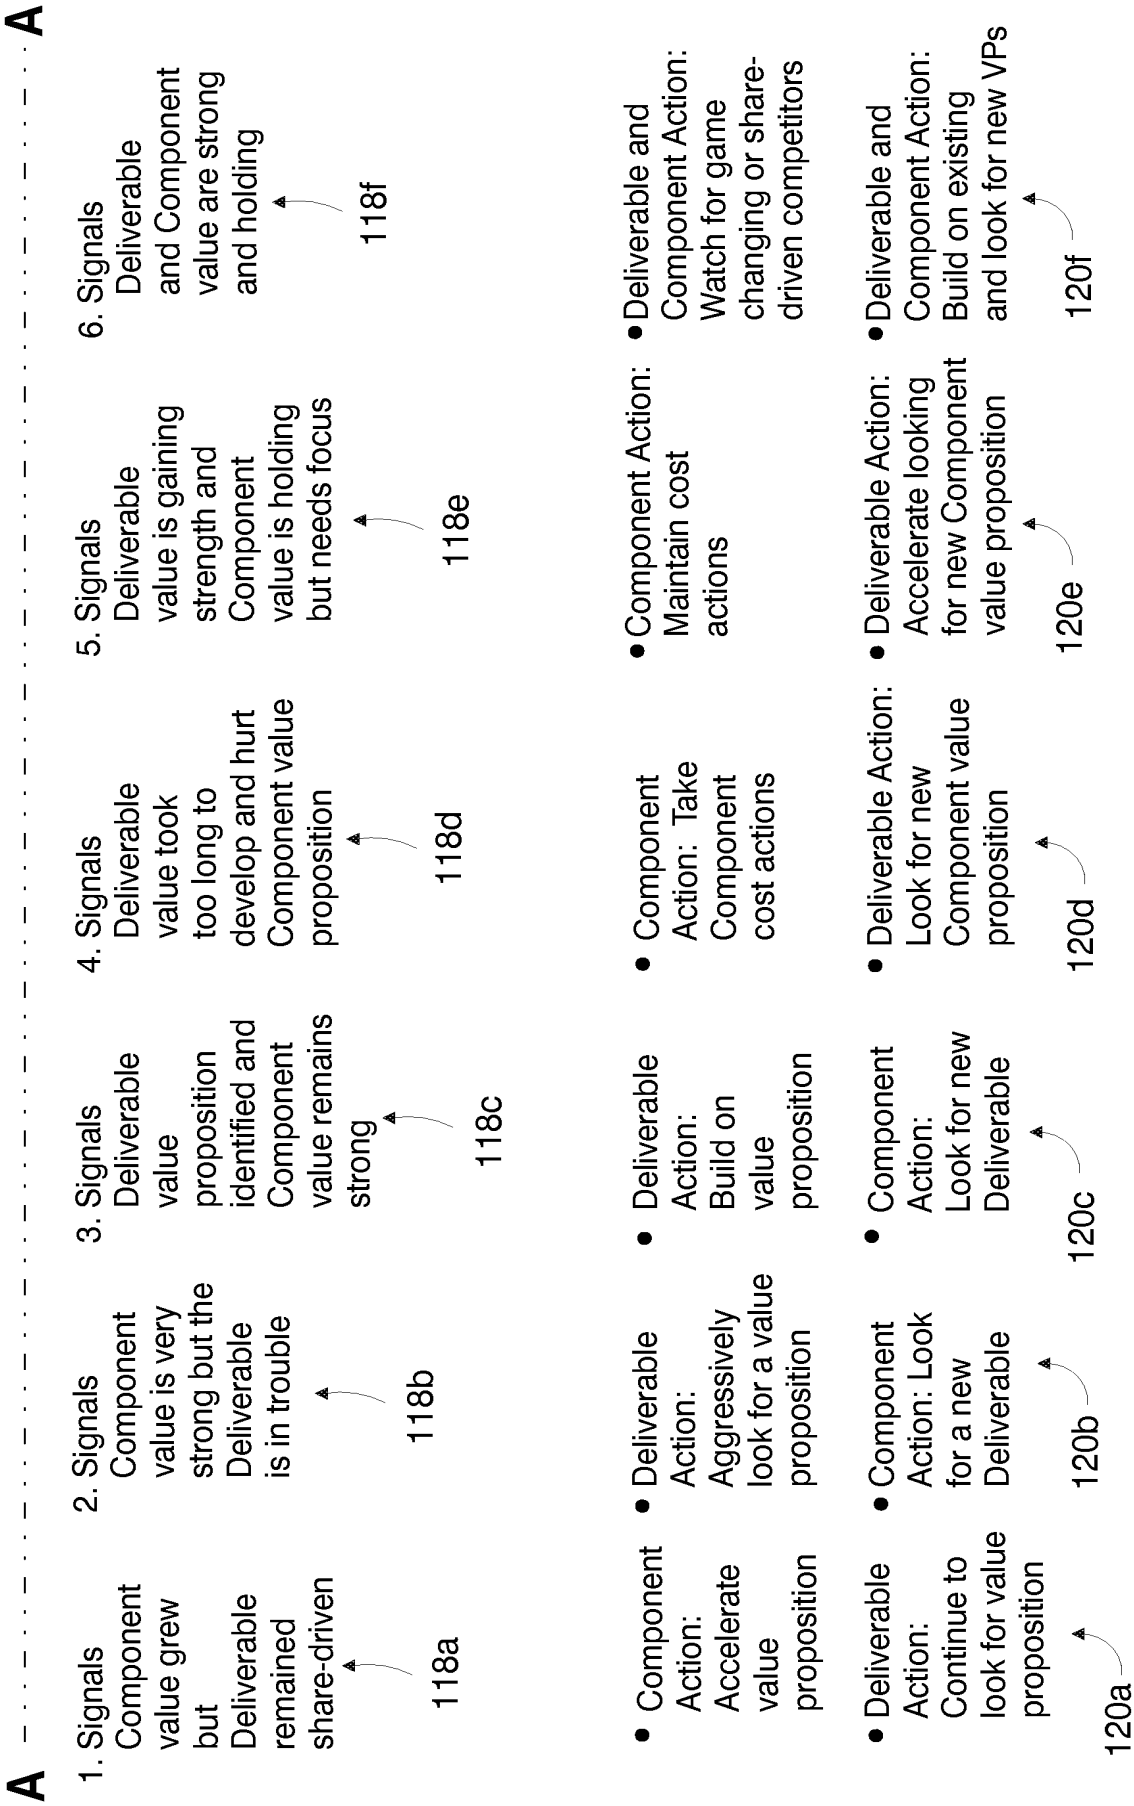 A
A
1. Signals
Component
value grew
but
Deliverable
remained
share-driven
118a
2. Signals
Component
value is very
strong but the
Deliverable
is in trouble
118b
3. Signals
Deliverable
value
proposition
identified and
Component
value remains
strong
118c
4. Signals
Deliverable
value took
too long to
develop and hurt
Component value
proposition
118d
5. Signals
Deliverable
value is gaining
strength and
Component
value is holding
but needs focus
118e
6. Signals
Deliverable
and Component
value are strong
and holding
118f
● Component
Action:
Accelerate
value
proposition
● Deliverable
Action:
Continue to
look for value
proposition
120a
● Deliverable
Action:
Aggressively
look for a value
proposition
● Component
Action: Look
for a new
Deliverable
120b
● Deliverable
Action:
Build on
value
proposition
● Component
Action:
Look for new
Deliverable
120c
● Component
Action: Take
Component
cost actions
● Deliverable Action:
Look for new
Component value
proposition
120d
● Component Action:
Maintain cost
actions
● Deliverable Action:
Accelerate looking
for new Component
value proposition
120e
● Deliverable and
Component Action:
Watch for game
changing or share-
driven competitors
● Deliverable and
Component Action:
Build on existing
and look for new VPs
120f